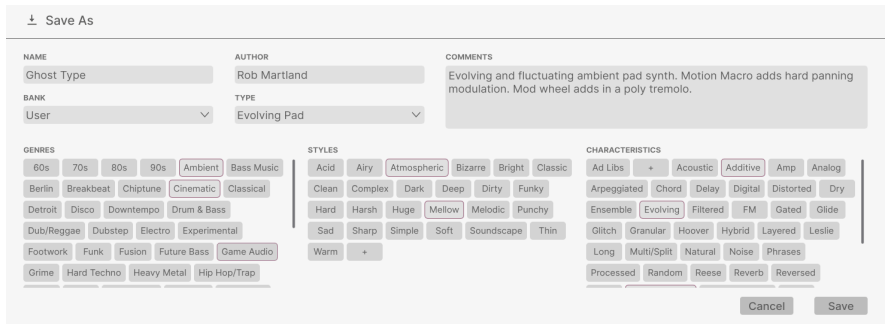 Save As
NAME
AUTHOR
COMMENTS
Ghost Type
Rob Martland
Evolving and fluctuating ambient pad synth. Motion Macro adds hard panning
modulation. Mod wheel adds in a poly tremolo.
BANK
TYPE
User
Evolving Pad
GENRES
60s 70s 80s 90s Ambient Bass Music
Berlin Breakbeat Chiptune Cinematic Classical
Detroit Disco Downtempo Drum & Bass
Dub/Reggae Dubstep Electro Experimental
Footwork Funk Fusion Future Bass Game Audio
Grime Hard Techno Heavy Metal Hip Hop/Trap
STYLES
Acid Airy Atmospheric Bizarre Bright Classic
Clean Complex Dark Deep Dirty Funky
Hard Harsh Huge Mellow Melodic Punchy
Sad Sharp Simple Soft Soundscape Thin
Warm +
CHARACTERISTICS
Ad Libs + Acoustic Additive Amp Analog
Arpeggiated Chord Delay Digital Distorted Dry
Ensemble Evolving Filtered FM Gated Glide
Glitch Granular Hoover Hybrid Layered Leslie
Long Multi/Split Natural Noise Phrases
Processed Random Reese Reverb Reversed
Cancel Save